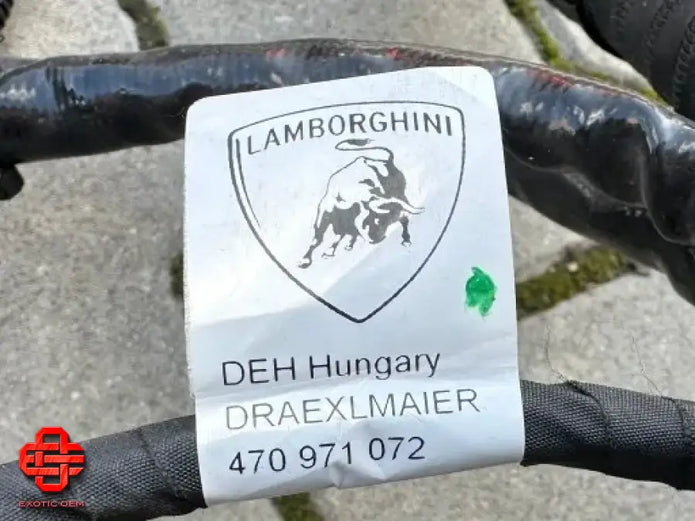 LAMBORGHINI
DEH Hungary
DRAEXLMAIER
470 971 072
EXOTIC OEM